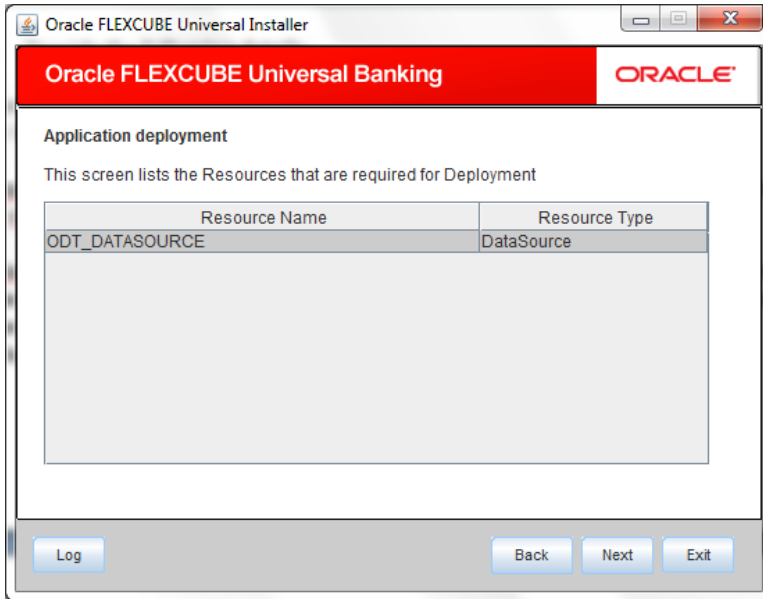 Oracle FLEXCUBE Universal Installer
Oracle FLEXCUBE Universal Banking
ORACLE
Application deployment
This screen lists the Resources that are required for Deployment
Resource Name Resource Type
ODT_DATASOURCE DataSource
Log Back Next Exit